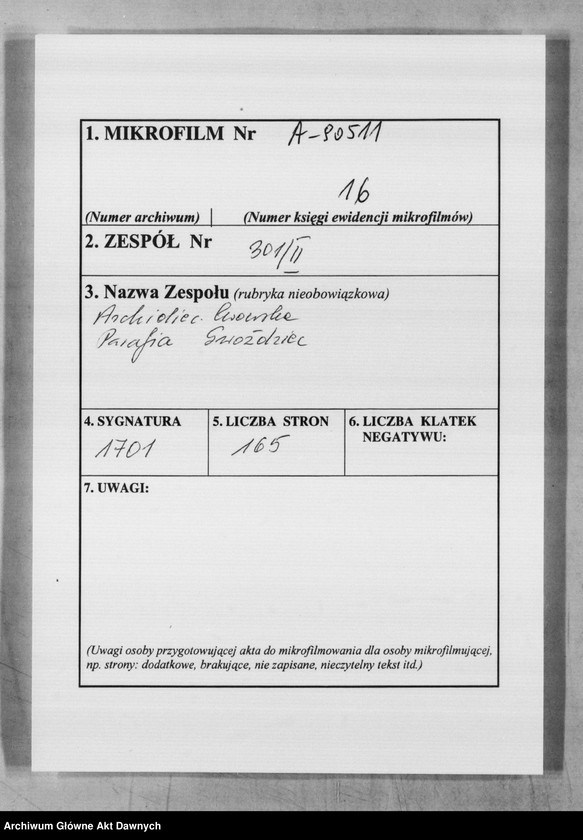 1. MIKROFILM Nr A-90511
16
(Numer archiwum) (Numer księgi ewidencji mikrofilmów)
2. ZESPÓŁ Nr 301/II
3. Nazwa Zespołu (rubryka nieobowiązkowa)
Archidiec. Lwowska
Parafia Gwoździec
4. SYGNATURA 5. LICZBA STRON 6. LICZBA KLATEK
NEGATYWU:
1701 165
7. UWAGI:
(Uwagi osoby przygotowującej akta do mikrofilmowania dla osoby mikrofilmującej,
np. strony: dodatkowe, brakujące, nie zapisane, nieczytelny tekst itd.)
Archiwum Główne Akt Dawnych